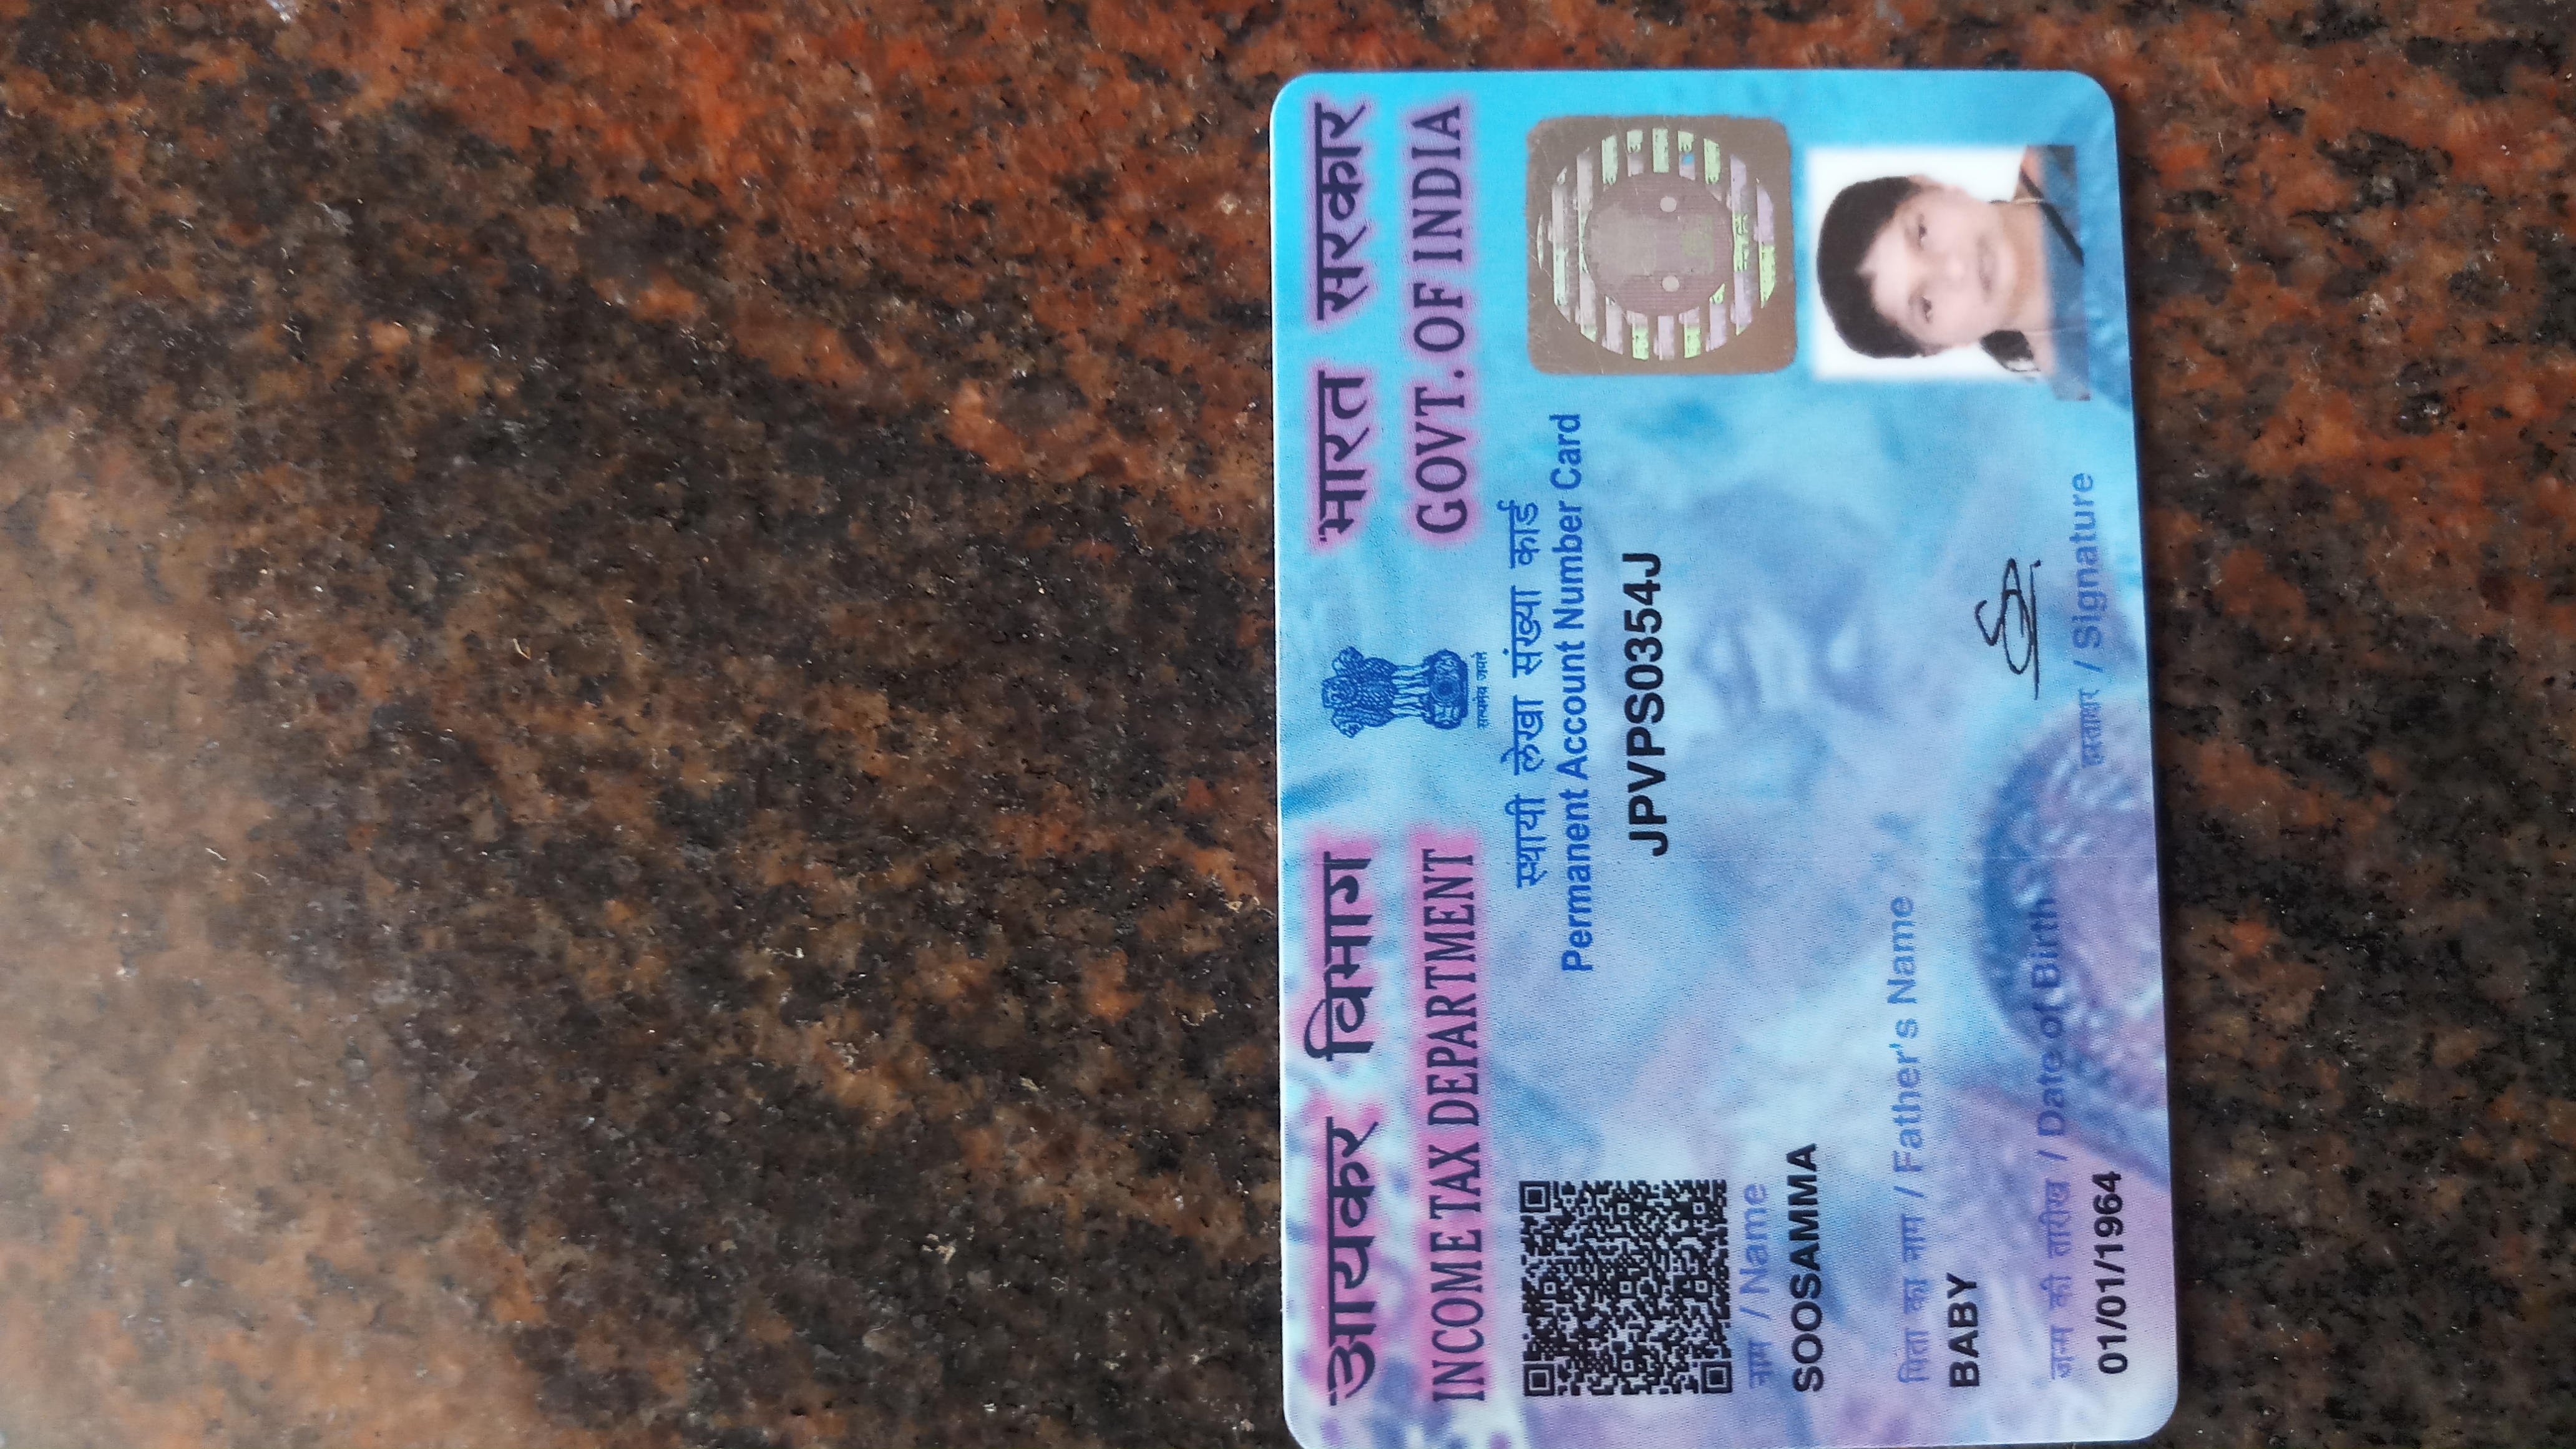 आयकर विभाग
INCOME TAX DEPARTMENT
भारत सरकार
GOVT. OF INDIA
सत्यमेव जयते
स्थायी लेखा संख्या कार्ड
Permanent Account Number Card
JPVPS0354J
नाम / Name
SOOSAMMA
पिता का नाम / Father's Name
BABY
जन्म की तारीख / Date of Birth
01/01/1964
हस्ताक्षर / Signature